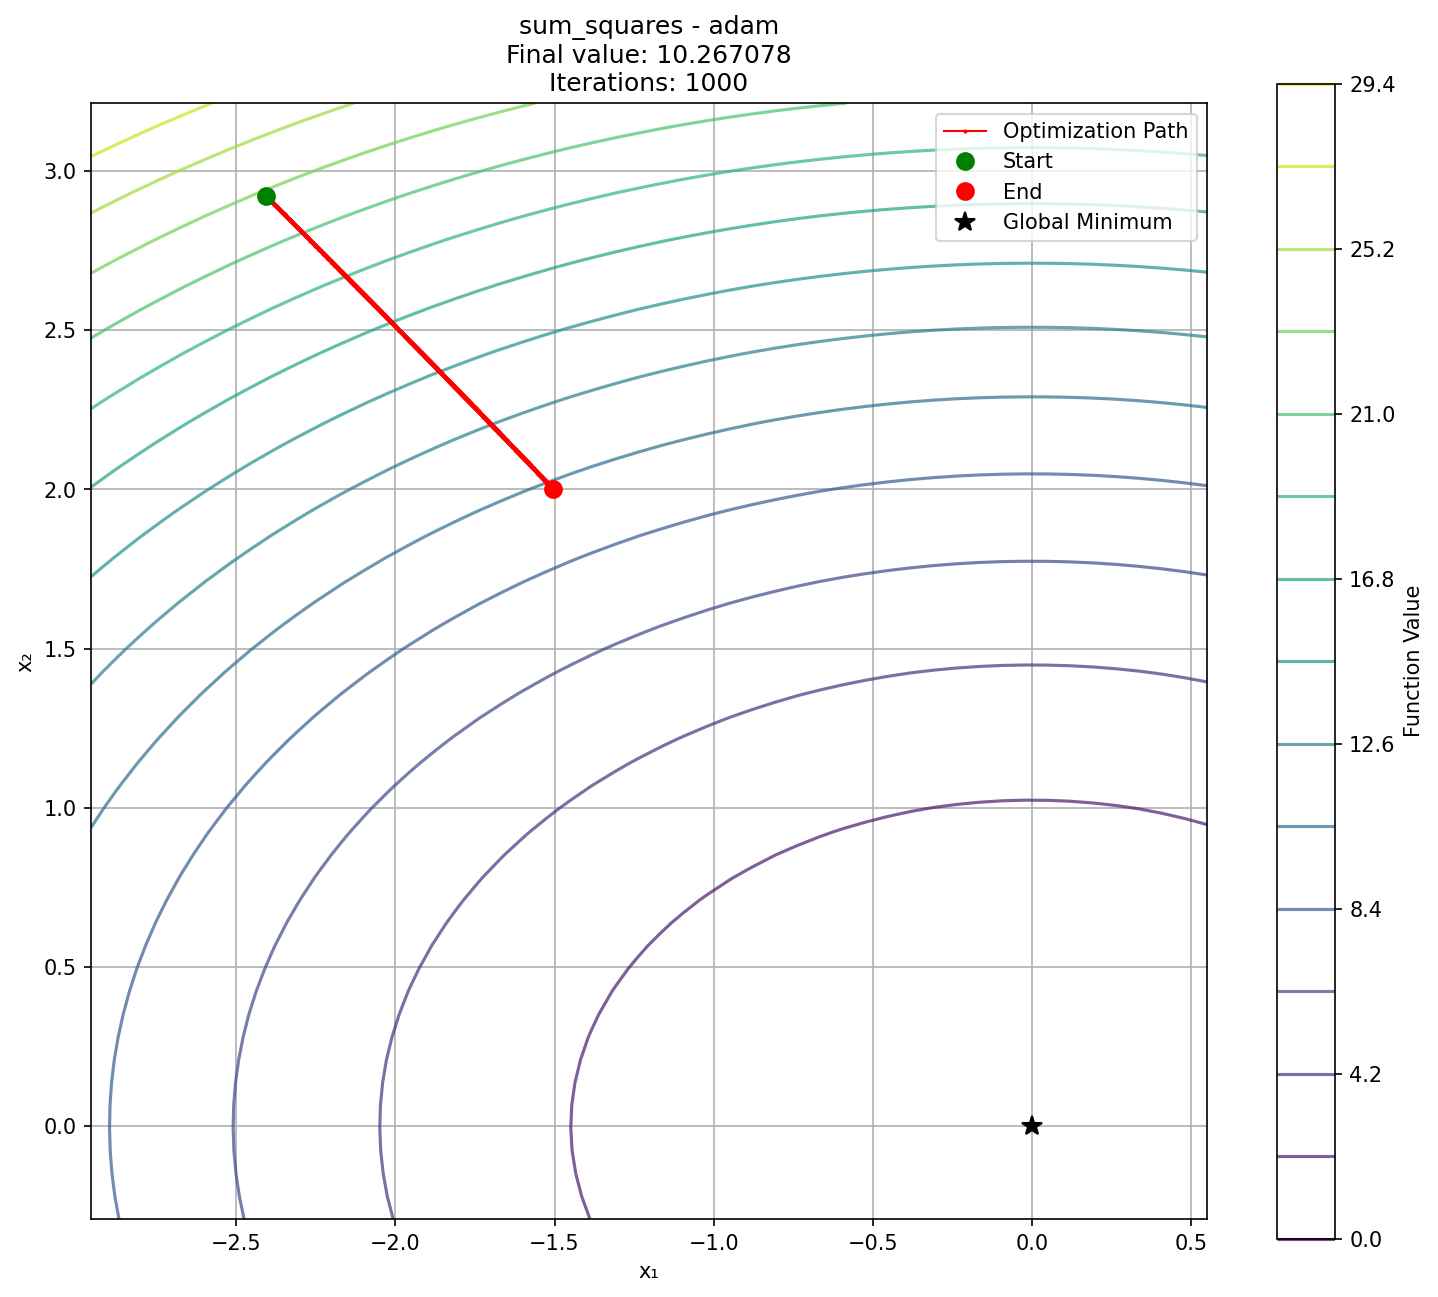 sum_squares - adam
Final value: 10.267078
Iterations: 1000
Optimization Path
Start
End
Global Minimum
x₂
3.0
2.5
2.0
1.5
1.0
0.5
0.0
−2.5
−2.0
−1.5
−1.0
−0.5
0.0
0.5
x₁
29.4
25.2
21.0
16.8
12.6
8.4
4.2
0.0
Function Value